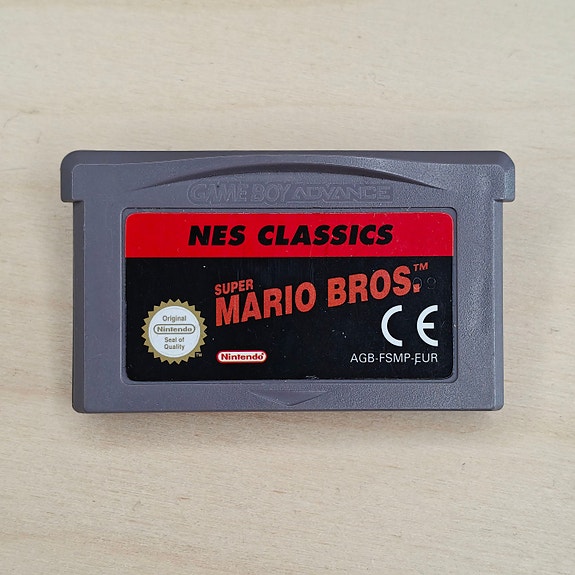 GAME BOY ADVANCE
NES CLASSICS
SUPER
MARIO BROS.™
Original
Nintendo
Seal of
Quality
™
Nintendo
CE
AGB-FSMP-EUR